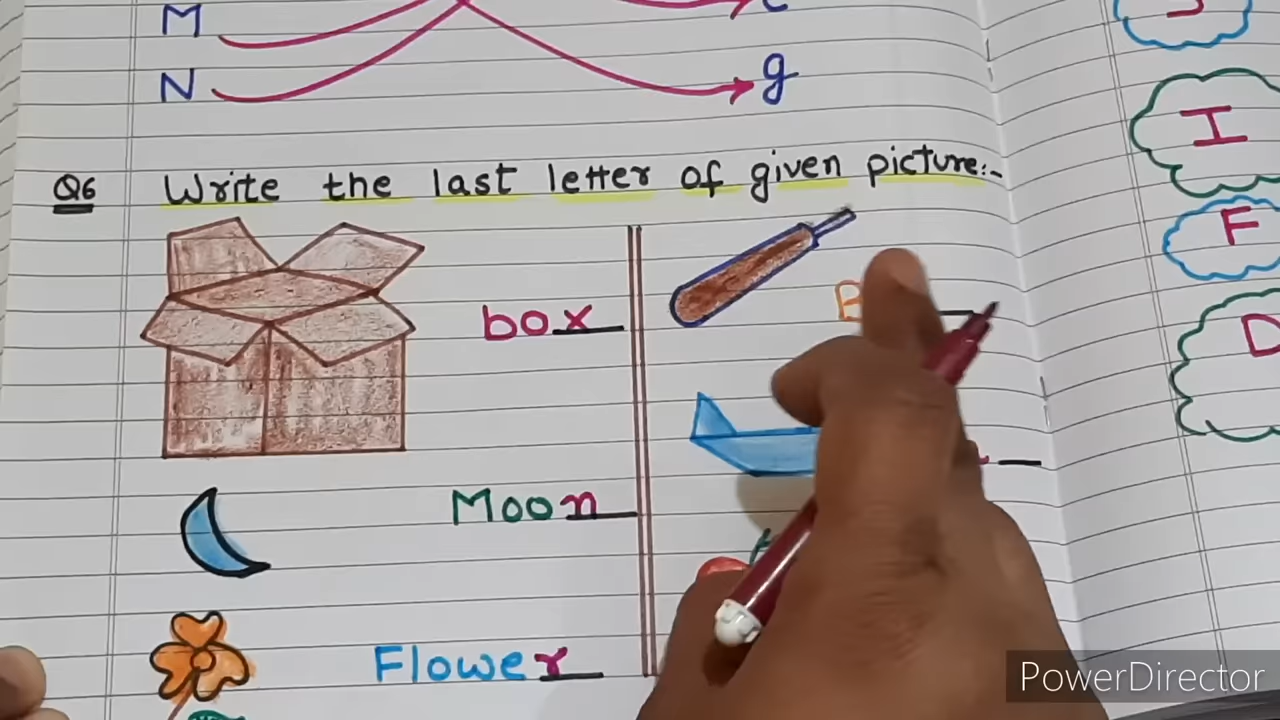 M
N
g
Q6 Write the last letter of given picture:-
box
B
Moon
Flower
I
F
D
PowerDirector